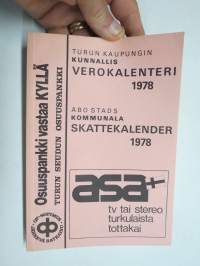 TURUN KAUPUNGIN
KUNNALLIS
VEROKALENTERI
1978
ÅBO STADS
KOMMUNALA
SKATTEKALENDER
1978
Osuuspankki vastaa KYLLÄ
TURUN SEUDUN OSUUSPANKKI
asa
tv tai stereo
turkulaista
tottakai